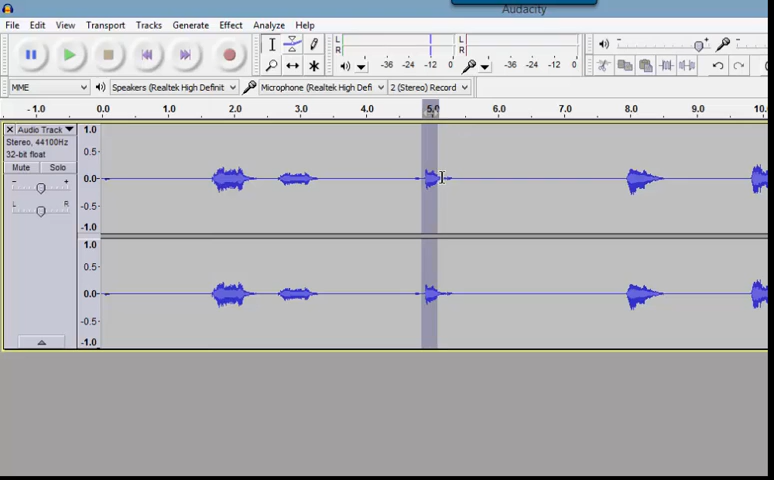 Audacity
File Edit View Transport Tracks Generate Effect Analyze Help
L R -36 -24 -12 0 L R -36 -24 -12 0
MME Speakers (Realtek High Definit Microphone (Realtek High Defi 2 (Stereo) Record
- 1.0 0.0 1.0 2.0 3.0 4.0 5.0 6.0 7.0 8.0 9.0 10.
Audio Track 1.0
Stereo, 44100Hz
32-bit float 0.5-
Mute Solo
- + 0.0-
L R -0.5-
-1.0
1.0
0.5-
0.0-
-0.5-
-1.0